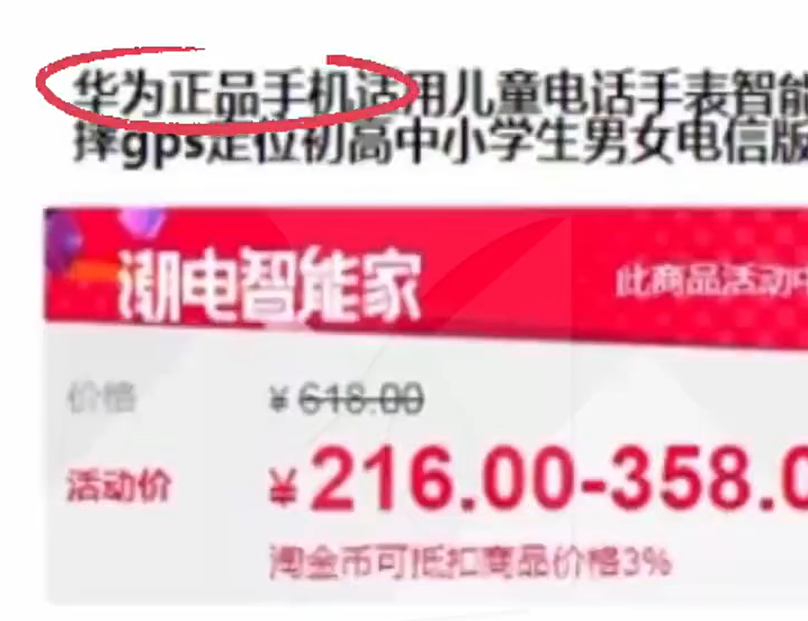 华为正品手机适用儿童电话手表智能
择gps定位初高中小学生男女电信版
潮电智能家
此商品活动中
价格 ¥618.00
活动价 ¥216.00-358.0
淘金币可抵扣商品价格3%